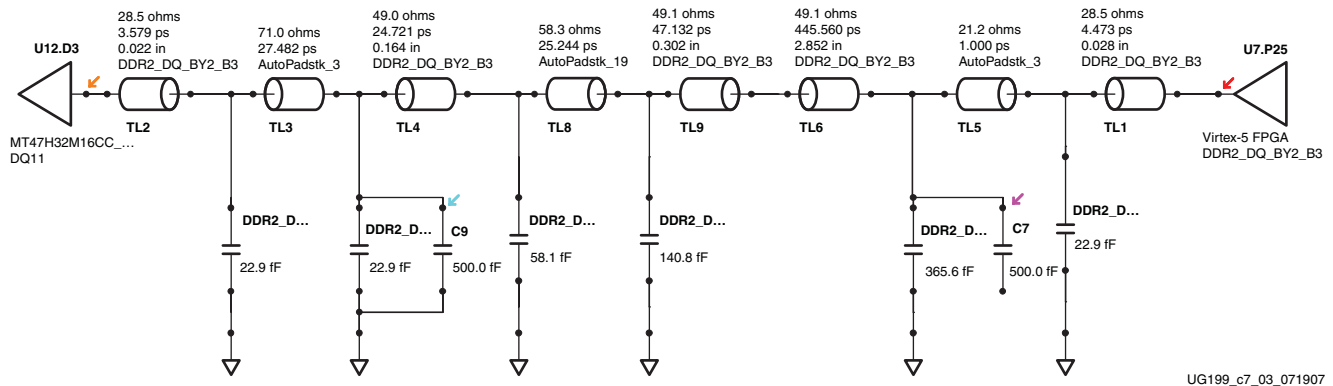 U12.D3
MT47H32M16CC_...
DQ11
28.5 ohms
3.579 ps
0.022 in
DDR2_DQ_BY2_B3
TL2
71.0 ohms
27.482 ps
AutoPadstk_3
TL3
49.0 ohms
24.721 ps
0.164 in
DDR2_DQ_BY2_B3
TL4
58.3 ohms
25.244 ps
AutoPadstk_19
TL8
49.1 ohms
47.132 ps
0.302 in
DDR2_DQ_BY2_B3
TL9
49.1 ohms
445.560 ps
2.852 in
DDR2_DQ_BY2_B3
TL6
21.2 ohms
1.000 ps
AutoPadstk_3
TL5
28.5 ohms
4.473 ps
0.028 in
DDR2_DQ_BY2_B3
TL1
U7.P25
Virtex-5 FPGA
DDR2_DQ_BY2_B3
DDR2_D...
22.9 fF
DDR2_D...
22.9 fF
C9
500.0 fF
DDR2_D...
58.1 fF
DDR2_D...
140.8 fF
DDR2_D...
365.6 fF
C7
500.0 fF
DDR2_D...
22.9 fF
UG199_c7_03_071907